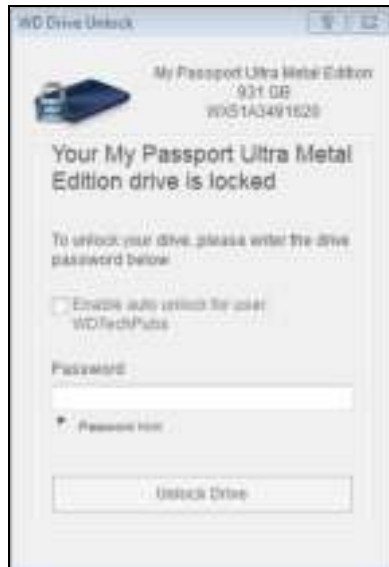 WD Drive Unlock
My Passport Ultra Metal Edition
931 GB
Your My Passport Ultra Metal
Edition drive is locked
To unlock your drive, please enter the drive
password below
Enable auto unlock for user:
WDTechPubs
Password
Password Hint
Unlock Drive